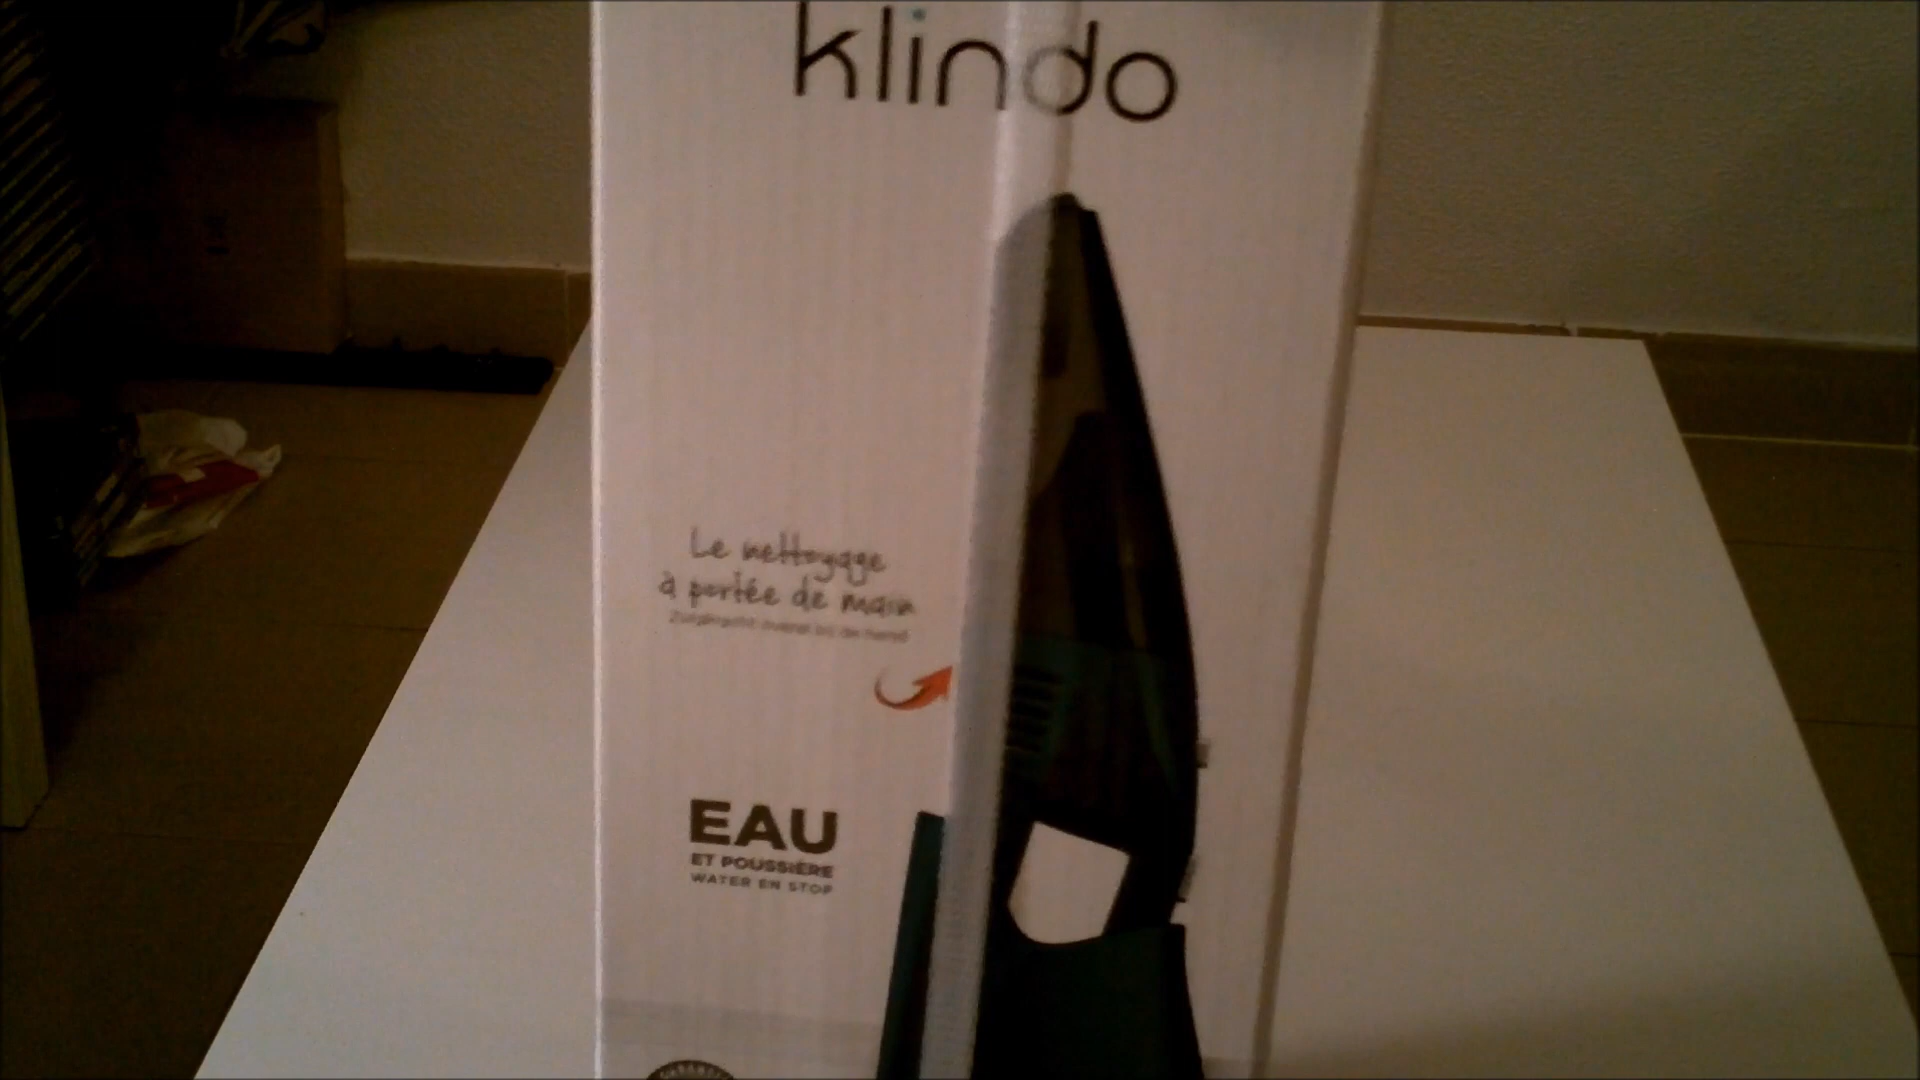 klindo
Le nettoyage
à portée de main
EAU
ET POUSSIÈRE
WATER EN STOF